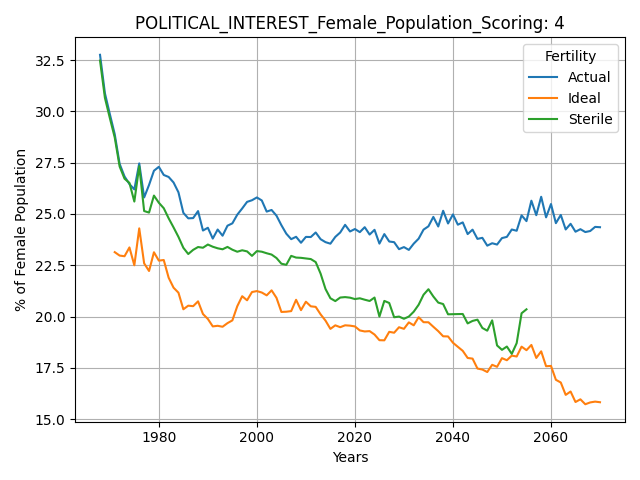 POLITICAL_INTEREST_Female_Population_Scoring: 4
Fertility
Actual
Ideal
Sterile
% of Female Population
32.5
30.0
27.5
25.0
22.5
20.0
17.5
15.0
1980
2000
2020
2040
2060
Years